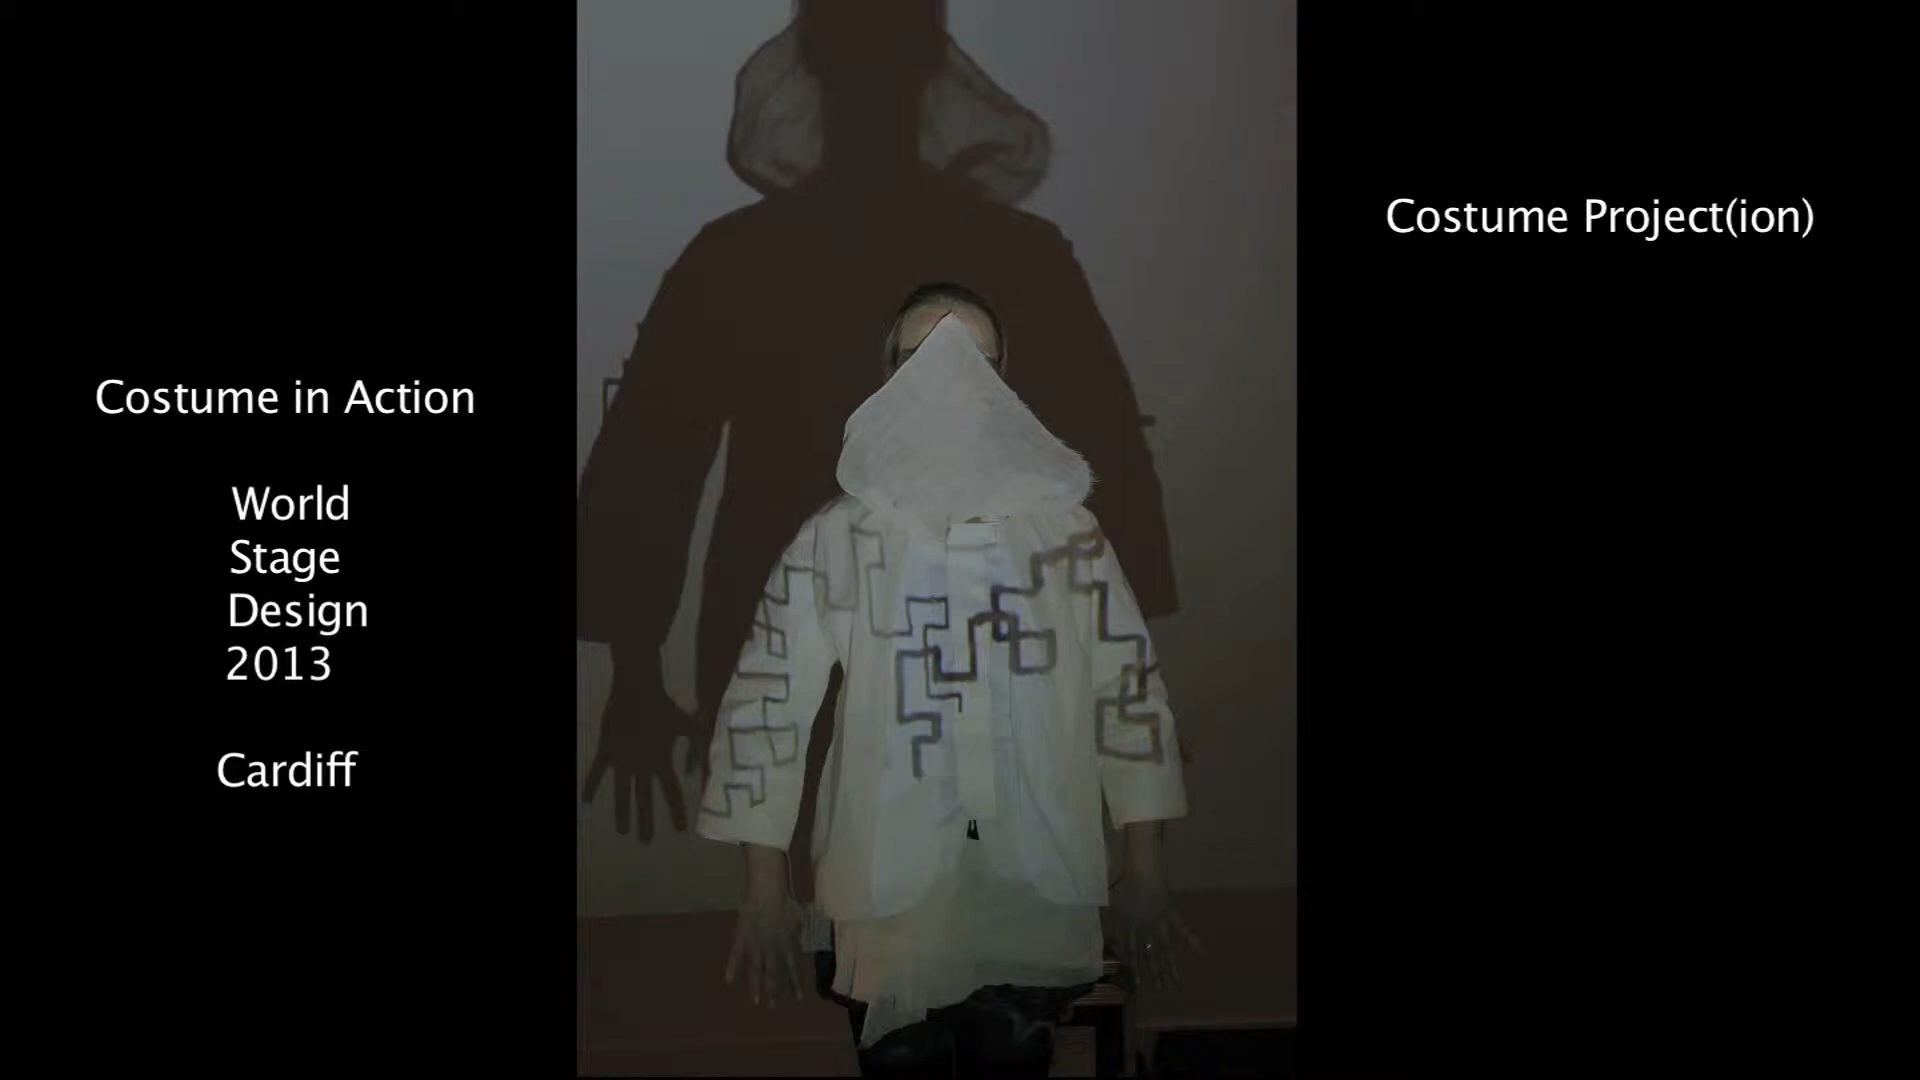 Costume in Action
World
Stage
Design
2013
Cardiff
Costume Project(ion)